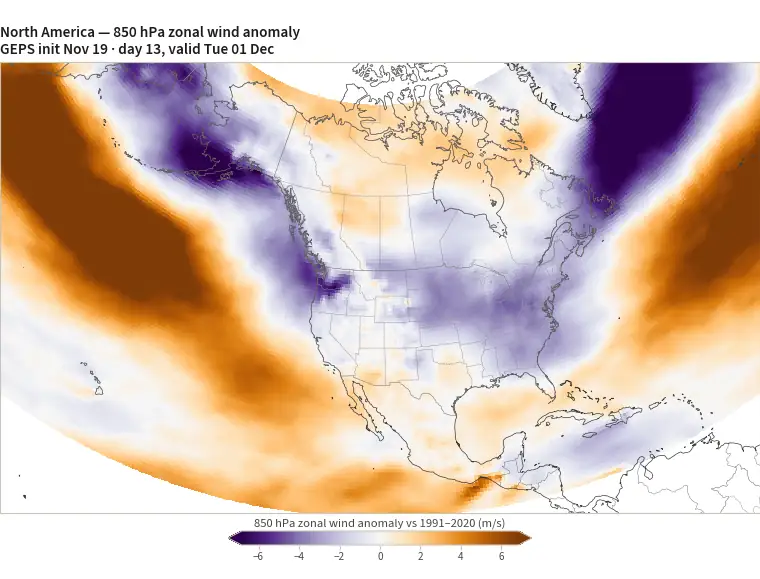 North America — 850 hPa zonal wind anomaly
GEPS init Nov 19 · day 13, valid Tue 01 Dec
850 hPa zonal wind anomaly vs 1991–2020 (m/s)
−6 −4 −2 0 2 4 6